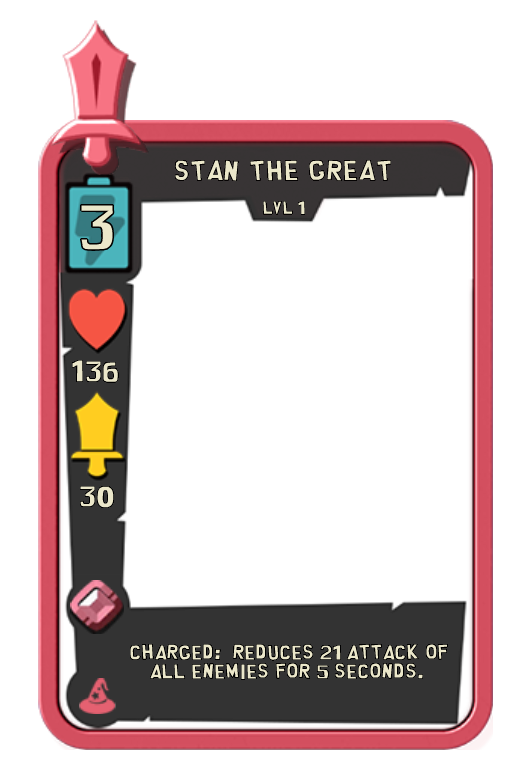 STAN THE GREAT
LVL 1
3
136
30
CHARGED: REDUCES 21 ATTACK OF
ALL ENEMIES FOR 5 SECONDS.